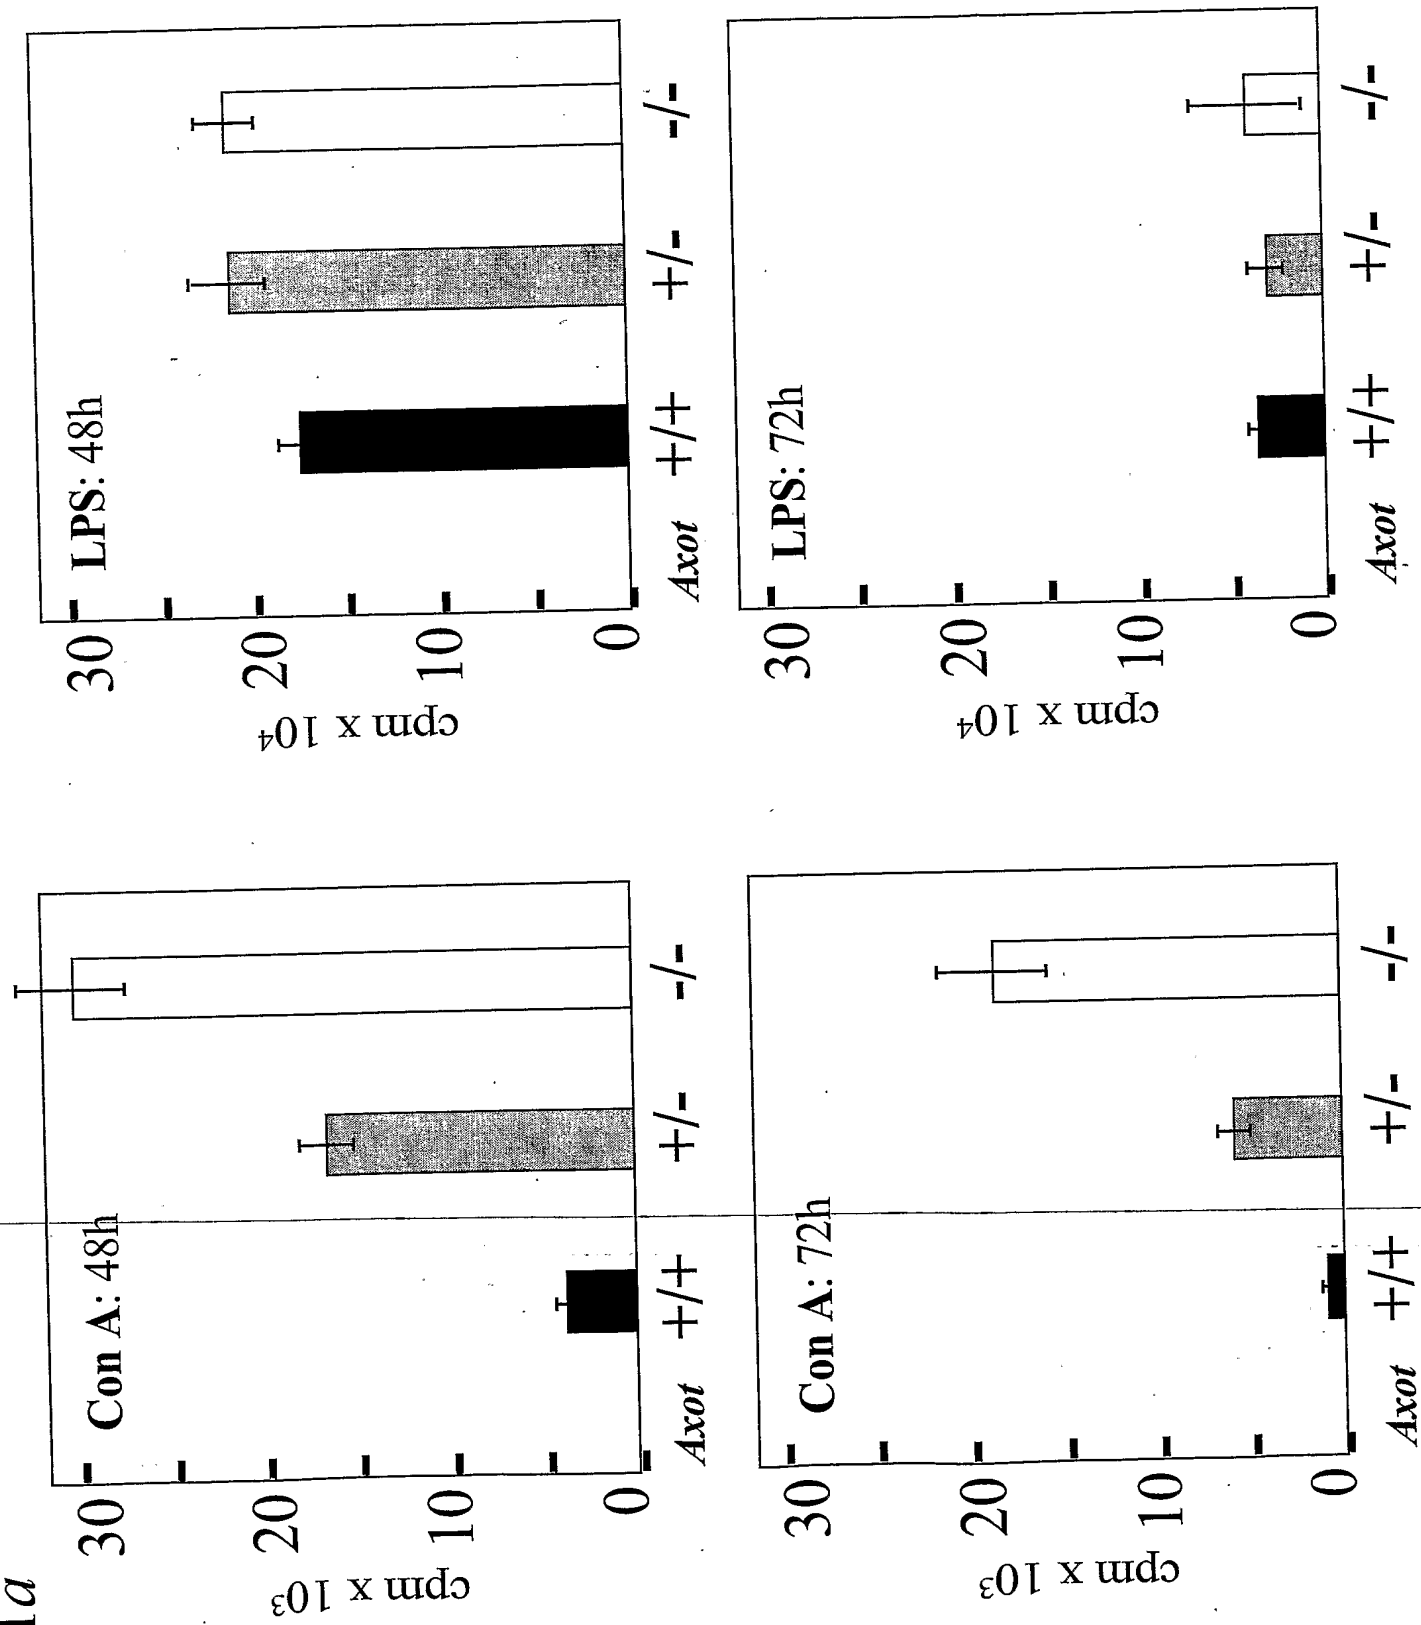 1a
Con A: 48h
30
20
10
0
cpm x 10³
Axot
+/+
+/-
-/-
LPS: 48h
30
20
10
0
cpm x 10⁴
Axot
+/+
+/-
-/-
Con A: 72h
30
20
10
0
cpm x 10³
Axot
+/+
+/-
-/-
LPS: 72h
30
20
10
0
cpm x 10⁴
Axot
+/+
+/-
-/-